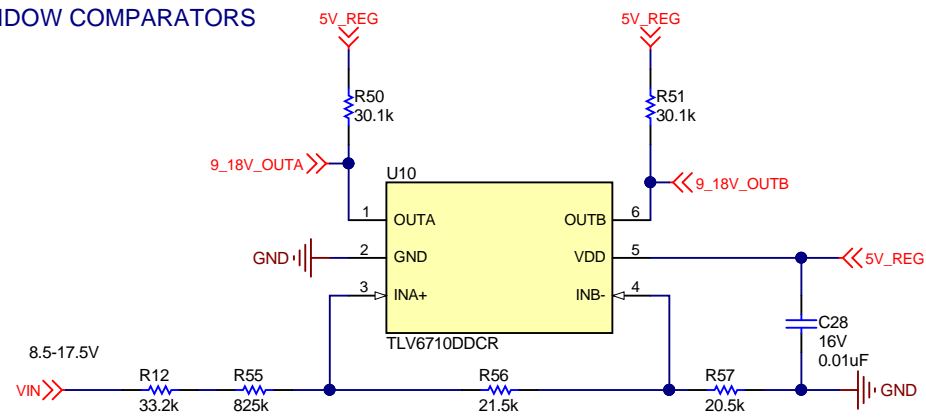 NDOW COMPARATORS
5V_REG
5V_REG
R50
30.1k
R51
30.1k
9_18V_OUTA
9_18V_OUTB
U10
1
OUTA
OUTB
6
GND
2
GND
VDD
5
5V_REG
3
INA+
INB-
4
TLV6710DDCR
C28
16V
0.01uF
8.5-17.5V
VIN
R12
33.2k
R55
825k
R56
21.5k
R57
20.5k
GND